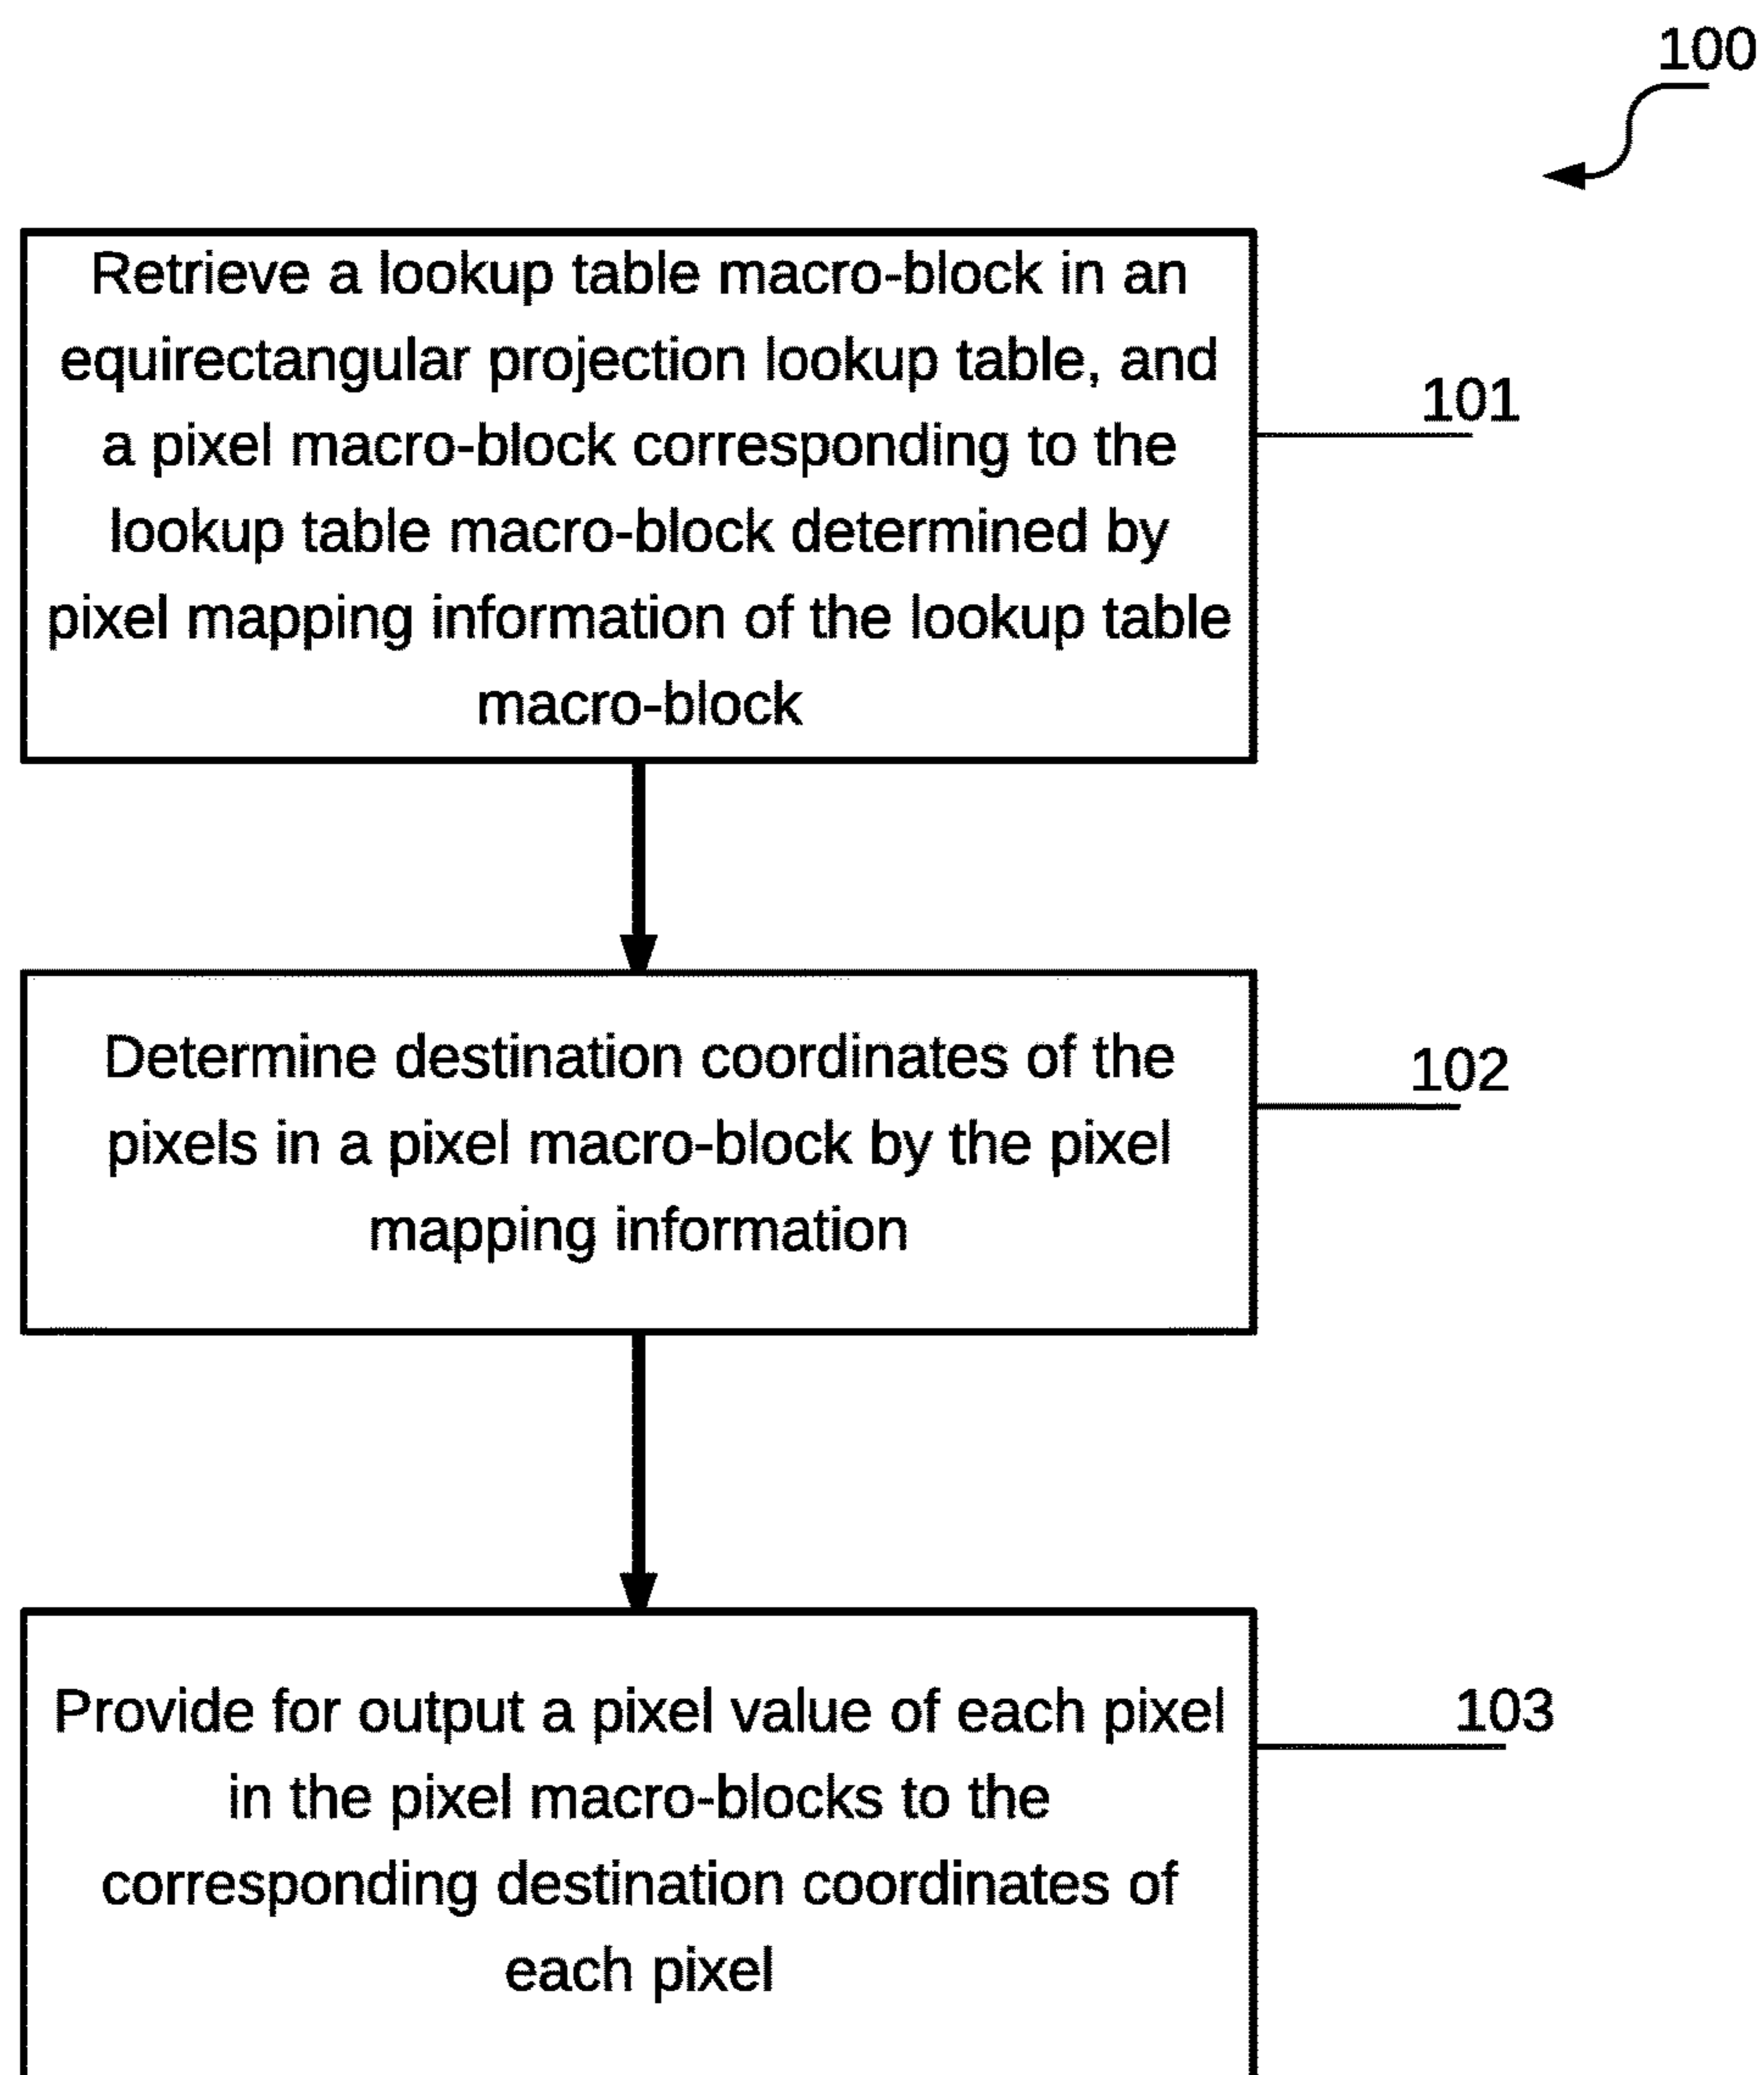 100
Retrieve a lookup table macro-block in an
equirectangular projection lookup table, and
a pixel macro-block corresponding to the
lookup table macro-block determined by
pixel mapping information of the lookup table
macro-block
101
Determine destination coordinates of the
pixels in a pixel macro-block by the pixel
mapping information
102
Provide for output a pixel value of each pixel
in the pixel macro-blocks to the
corresponding destination coordinates of
each pixel
103